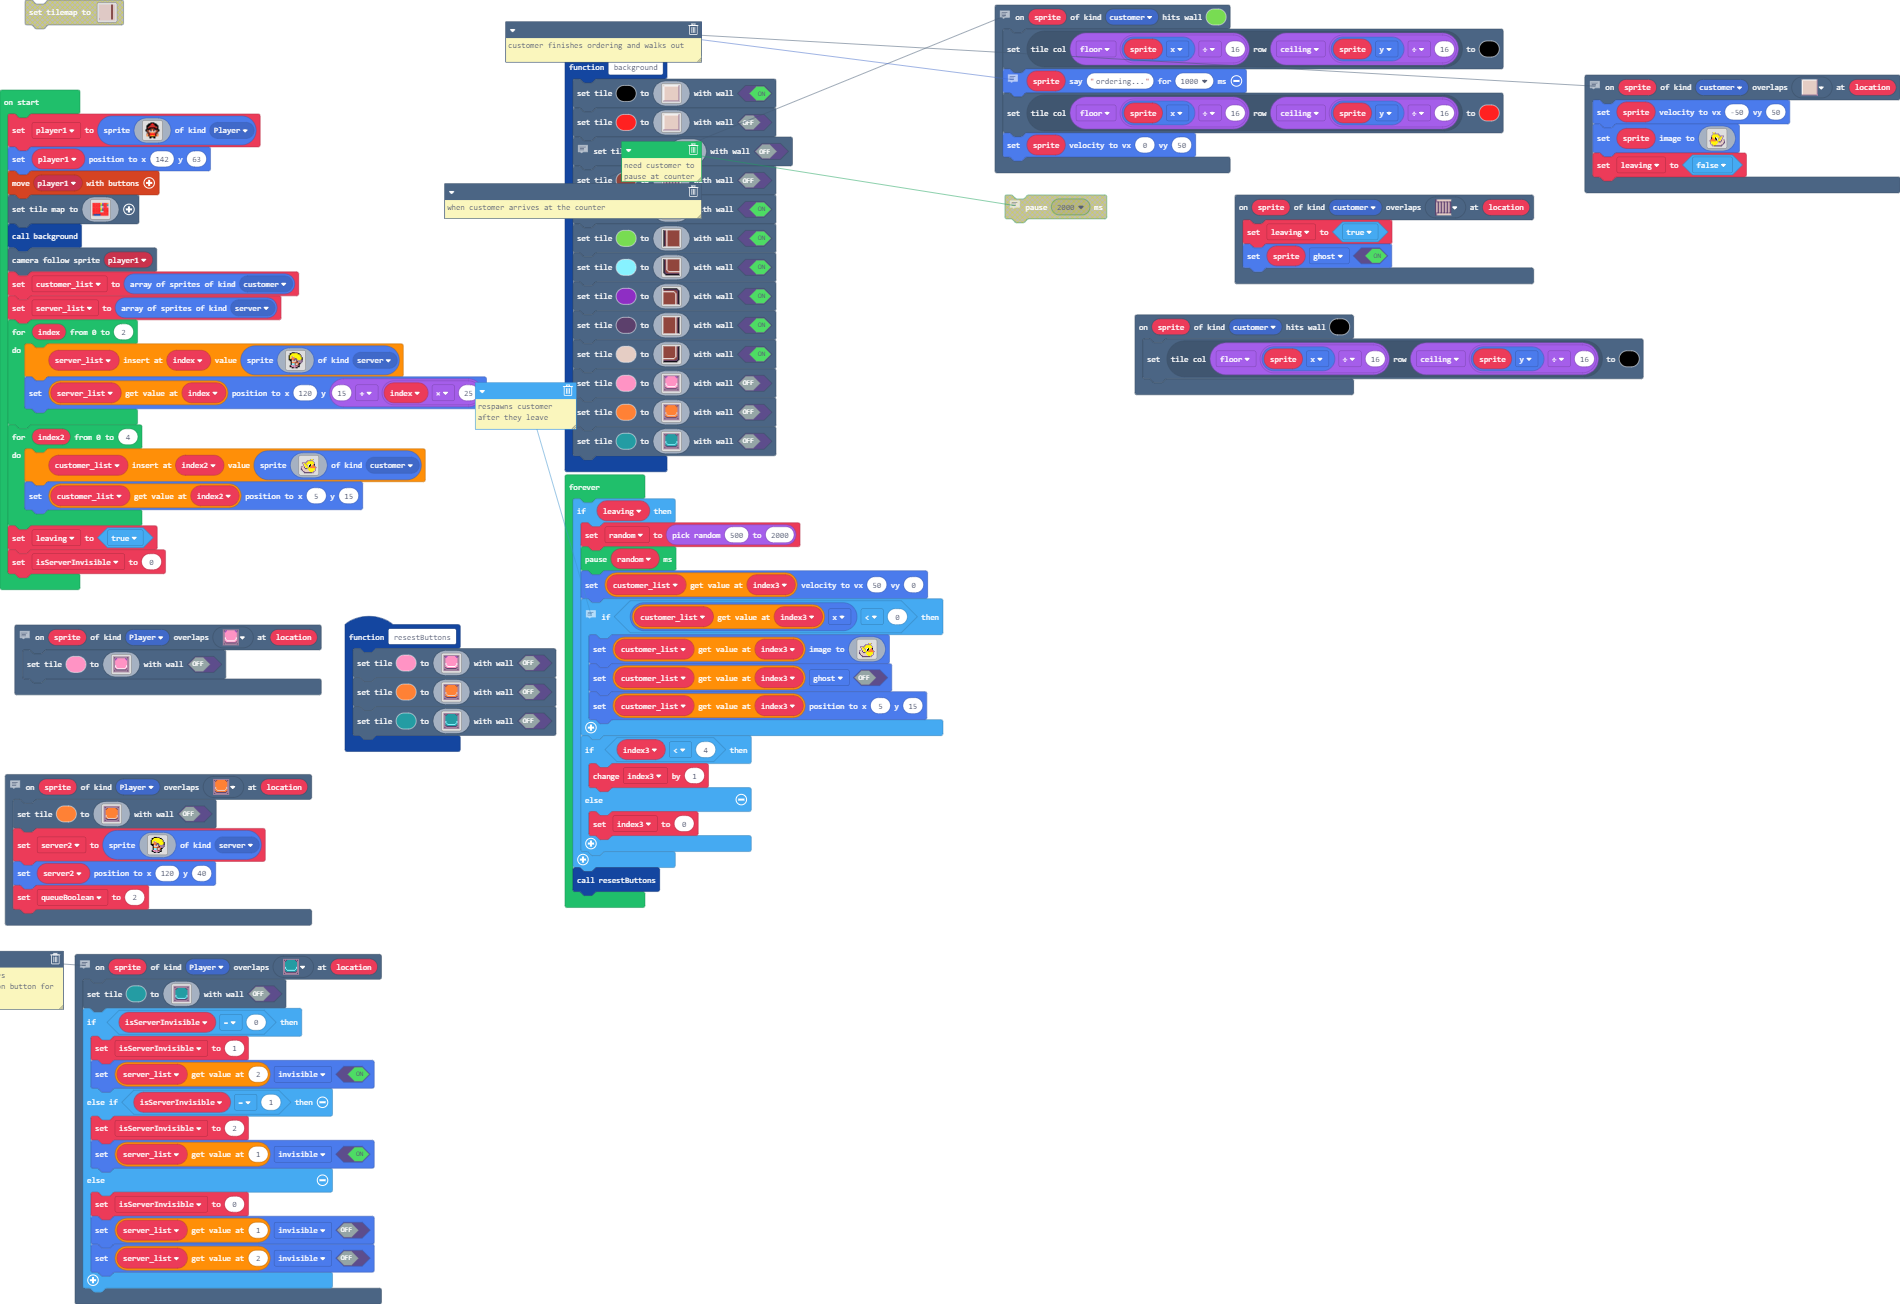 set tilemap to
on start
set player1 to sprite of kind Player
set player1 position to x 142 y 63
move player1 with buttons
set tile map to
call background
camera follow sprite player1
set customer_list to array of sprites of kind customer
set server_list to array of sprites of kind server
for index from 0 to 2
do
server_list insert at index value sprite of kind server
set server_list get value at index position to x 120 y 15 + index × 25
for index2 from 0 to 4
do
customer_list insert at index2 value sprite of kind customer
set customer_list get value at index2 position to x 5 y 15
set leaving to true
set isServerInvisible to 0
on sprite of kind Player overlaps at location
set tile to with wall OFF
function resestButtons
set tile to with wall OFF
set tile to with wall OFF
set tile to with wall OFF
on sprite of kind Player overlaps at location
set tile to with wall OFF
set server2 to sprite of kind server
set server2 position to x 120 y 40
set queueBoolean to 2
n button for
on sprite of kind Player overlaps at location
set tile to with wall OFF
if isServerInvisible = 0 then
set isServerInvisible to 1
set server_list get value at 2 invisible ON
else if isServerInvisible = 1 then
set isServerInvisible to 2
set server_list get value at 1 invisible ON
else
set isServerInvisible to 0
set server_list get value at 1 invisible OFF
set server_list get value at 2 invisible OFF
customer finishes ordering and walks out
function background
set tile to with wall ON
set tile to with wall OFF
with wall OFF
need customer to
pause at counter
set tile with wall OFF
when customer arrives at the counter
wall ON
set tile to with wall ON
set tile to with wall ON
set tile to with wall ON
set tile to with wall ON
set tile to with wall ON
set tile to with wall OFF
respawns customer
after they leave
set tile to with wall OFF
set tile to with wall OFF
forever
if leaving then
set random to pick random 500 to 2000
pause random ms
set customer_list get value at index3 velocity to vx 50 vy 0
if customer_list get value at index3 x < 0 then
set customer_list get value at index3 image to
set customer_list get value at index3 ghost OFF
set customer_list get value at index3 position to x 5 y 15
if index3 < 4 then
change index3 by 1
else
set index3 to 0
call resestButtons
on sprite of kind customer hits wall
set tile col floor sprite x ÷ 16 row ceiling sprite y ÷ 16 to
sprite say "ordering..." for 1000 ms
set tile col floor sprite x ÷ 16 row ceiling sprite y ÷ 16 to
set sprite velocity to vx 0 vy 50
pause 2000 ms
on sprite of kind customer overlaps at location
set sprite velocity to vx -50 vy 50
set sprite image to
set leaving to false
on sprite of kind customer overlaps at location
set leaving to true
set sprite ghost ON
on sprite of kind customer hits wall
set tile col floor sprite x ÷ 16 row ceiling sprite y ÷ 16 to